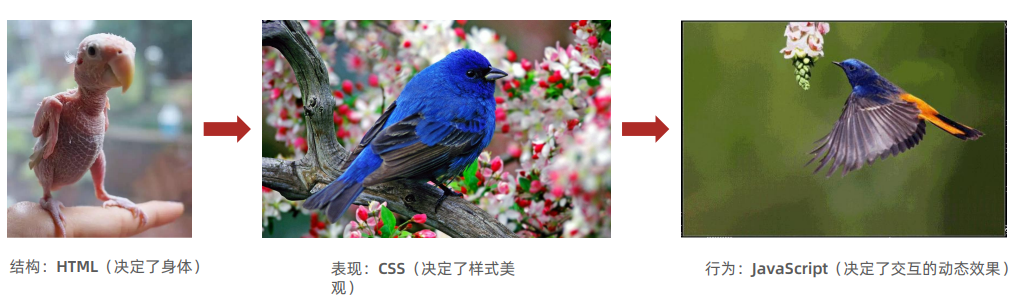 结构：HTML（决定了身体）
表现：CSS（决定了样式美
观）
行为：JavaScript（决定了交互的动态效果）